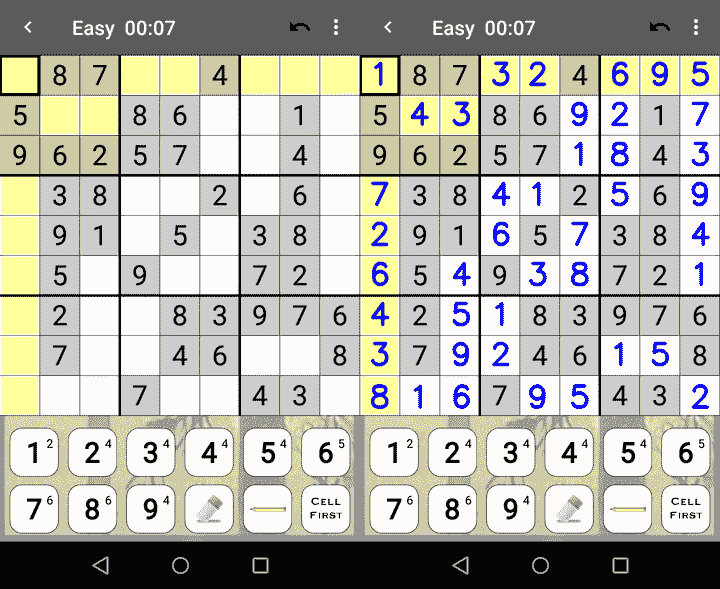 Easy 00:07 Easy 00:07
8 7 4 1 8 7 3 2 4 6 9 5
5 8 6 1 5 4 3 8 6 9 2 1 7
9 6 2 5 7 4 9 6 2 5 7 1 8 4 3
3 8 2 6 7 3 8 4 1 2 5 6 9
9 1 5 3 8 2 9 1 6 5 7 3 8 4
5 9 7 2 6 5 4 9 3 8 7 2 1
2 8 3 9 7 6 4 2 5 1 8 3 9 7 6
7 4 6 8 3 7 9 2 4 6 1 5 8
7 4 3 8 1 6 7 9 5 4 3 2
1 2 2 4 3 4 4 4 5 4 6 5 1 2 2 4 3 4 4 4 5 4 6 5
7 6 8 6 9 4 CELL FIRST 7 6 8 6 9 4 CELL FIRST